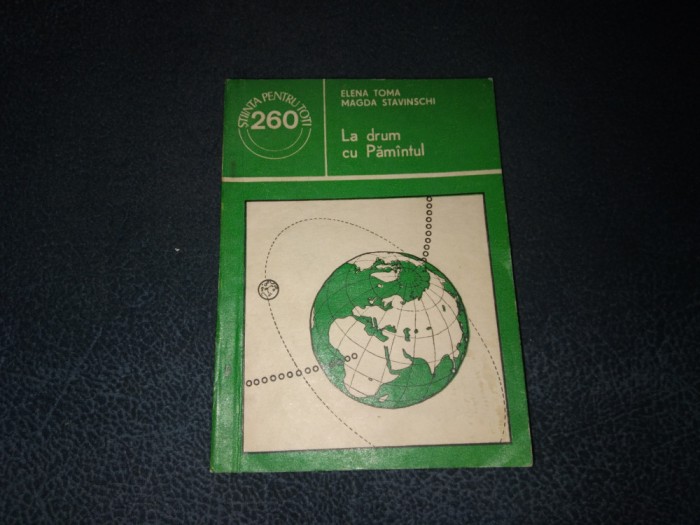 ȘTIINȚA PENTRU TOȚI
260
ELENA TOMA
MAGDA STAVINSCHI
La drum
cu Pămîntul